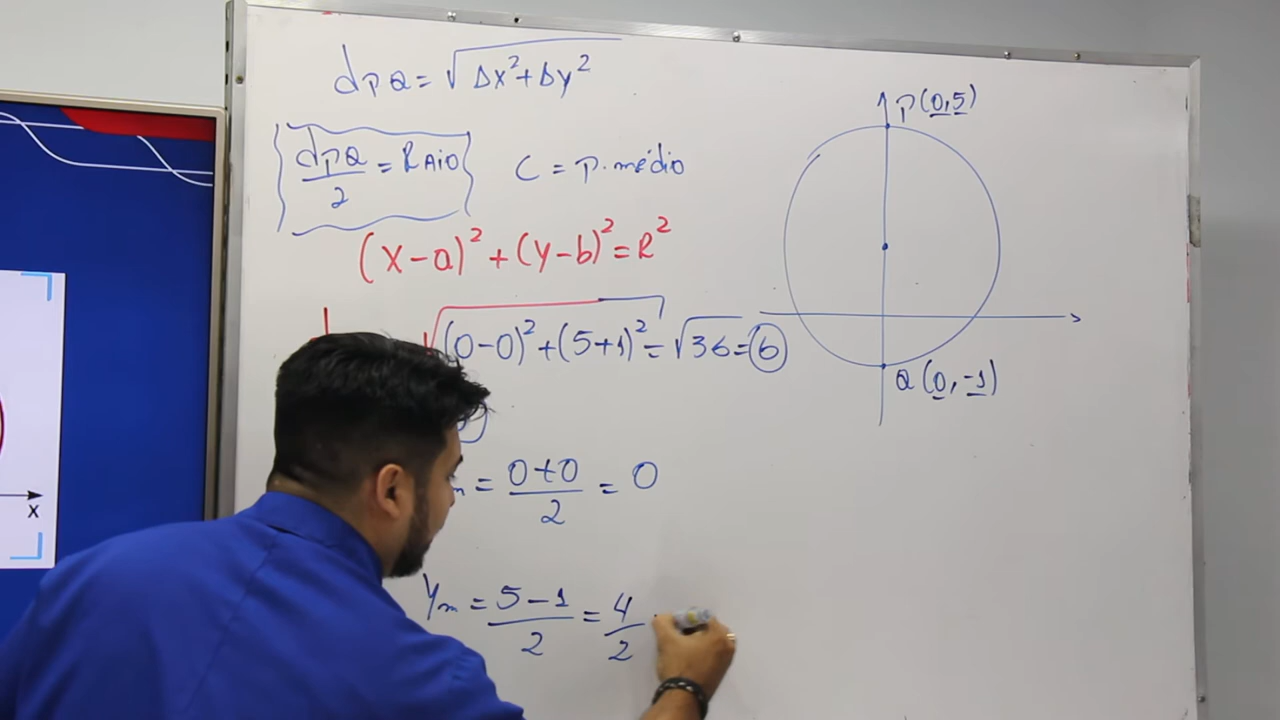 dPQ = √Δx²+Δy²
dPQ/2 = RAIO
C = P. médio
(x-a)²+(y-b)²=R²
√(0-0)²+(5+1)² = √36 = 6
= 0+0/2 = 0
Ym = 5-1/2 = 4/2
P(0,5)
Q(0,-1)
x